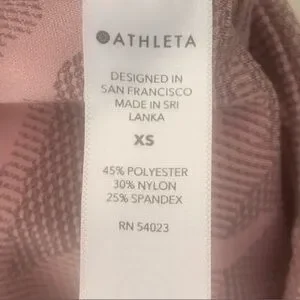 ATHLETA
DESIGNED IN
SAN FRANCISCO
MADE IN SRI
LANKA
XS
45% POLYESTER
30% NYLON
25% SPANDEX
RN 54023